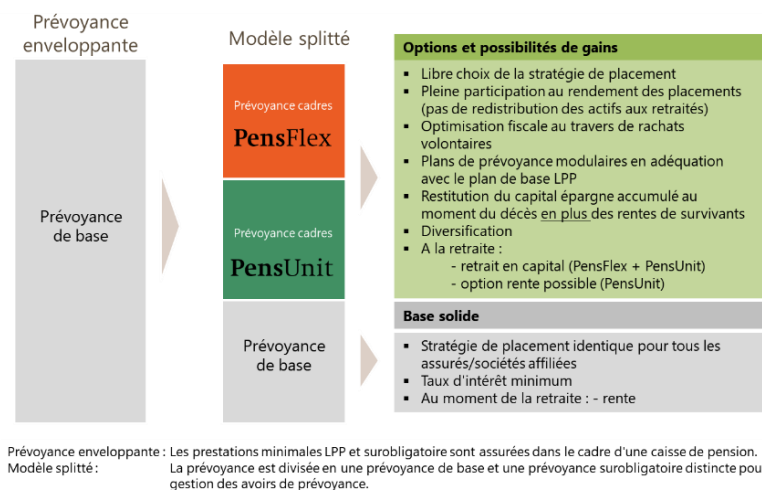 Prévoyance
enveloppante
Modèle splitté
Prévoyance
de base
Prévoyance cadres
PensFlex
Prévoyance cadres
PensUnit
Prévoyance
de base
Options et possibilités de gains
▪ Libre choix de la stratégie de placement
▪ Pleine participation au rendement des placements
(pas de redistribution des actifs aux retraités)
▪ Optimisation fiscale au travers de rachats
volontaires
▪ Plans de prévoyance modulaires en adéquation
avec le plan de base LPP
▪ Restitution du capital épargne accumulé au
moment du décès en plus des rentes de survivants
▪ Diversification
▪ A la retraite :
- retrait en capital (PensFlex + PensUnit)
- option rente possible (PensUnit)
Base solide
▪ Stratégie de placement identique pour tous les
assurés/sociétés affiliées
▪ Taux d'intérêt minimum
▪ Au moment de la retraite : - rente
Prévoyance enveloppante : Les prestations minimales LPP et surobligatoire sont assurées dans le cadre d'une caisse de pension.
Modèle splitté : La prévoyance est divisée en une prévoyance de base et une prévoyance surobligatoire distincte pou
gestion des avoirs de prévoyance.